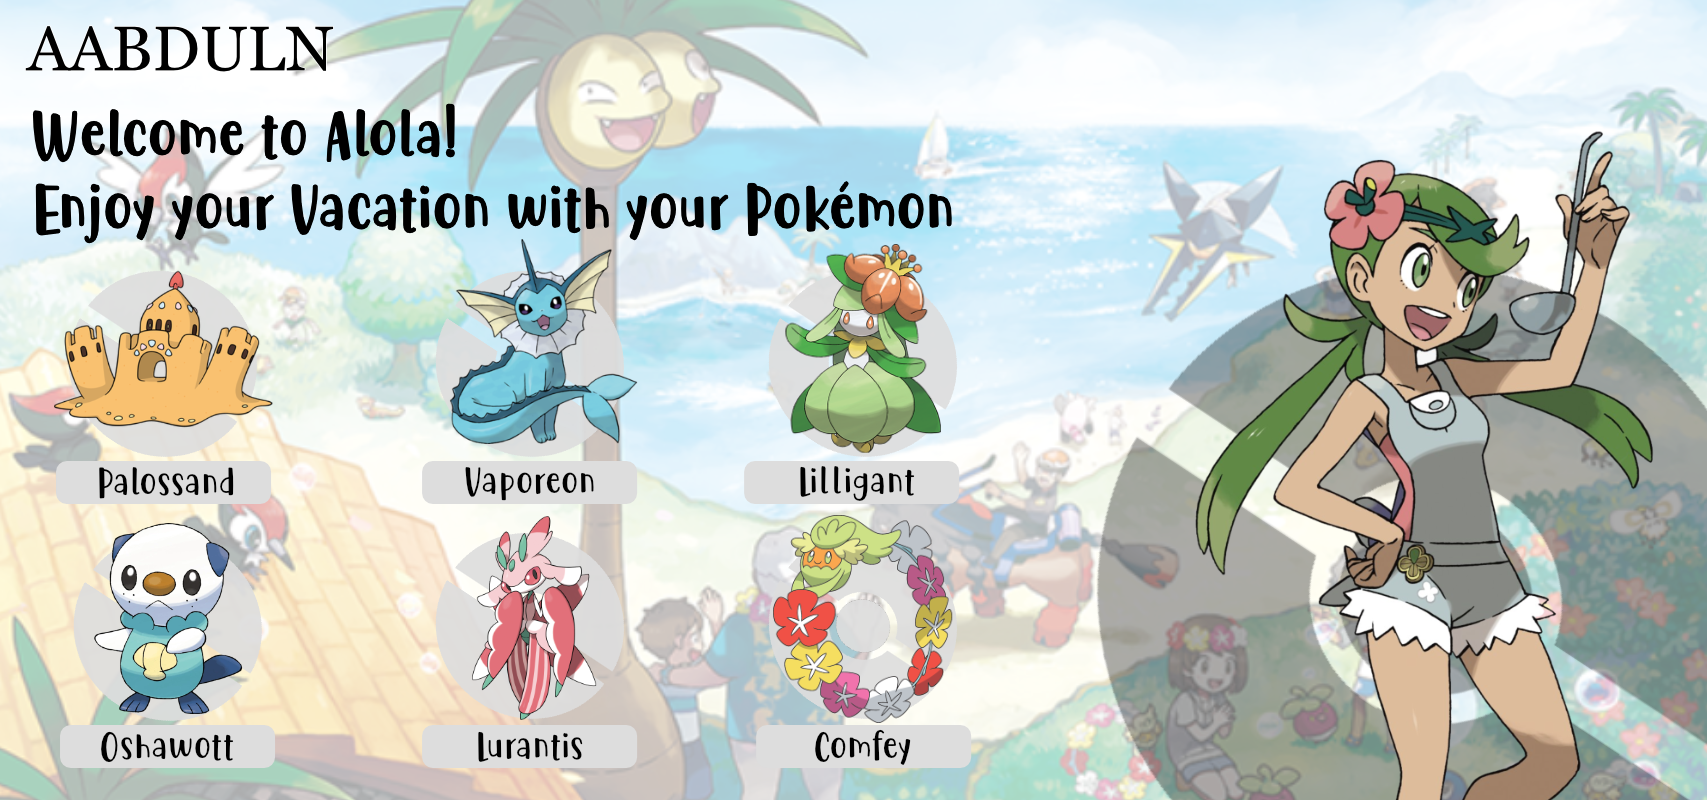 AABDULN
Welcome to Alola!
Enjoy your Vacation with your Pokémon
Palossand
Vaporeon
Lilligant
Oshawott
Lurantis
Comfey